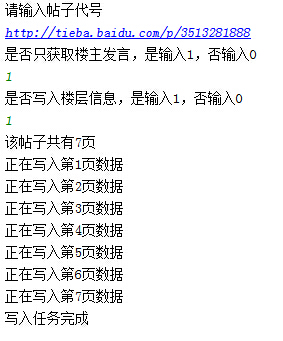 请输入帖子代号
http://tieba.baidu.com/p/3513281888
是否只获取楼主发言，是输入1，否输入0
1
是否写入楼层信息，是输入1，否输入0
1
该帖子共有7页
正在写入第1页数据
正在写入第2页数据
正在写入第3页数据
正在写入第4页数据
正在写入第5页数据
正在写入第6页数据
正在写入第7页数据
写入任务完成